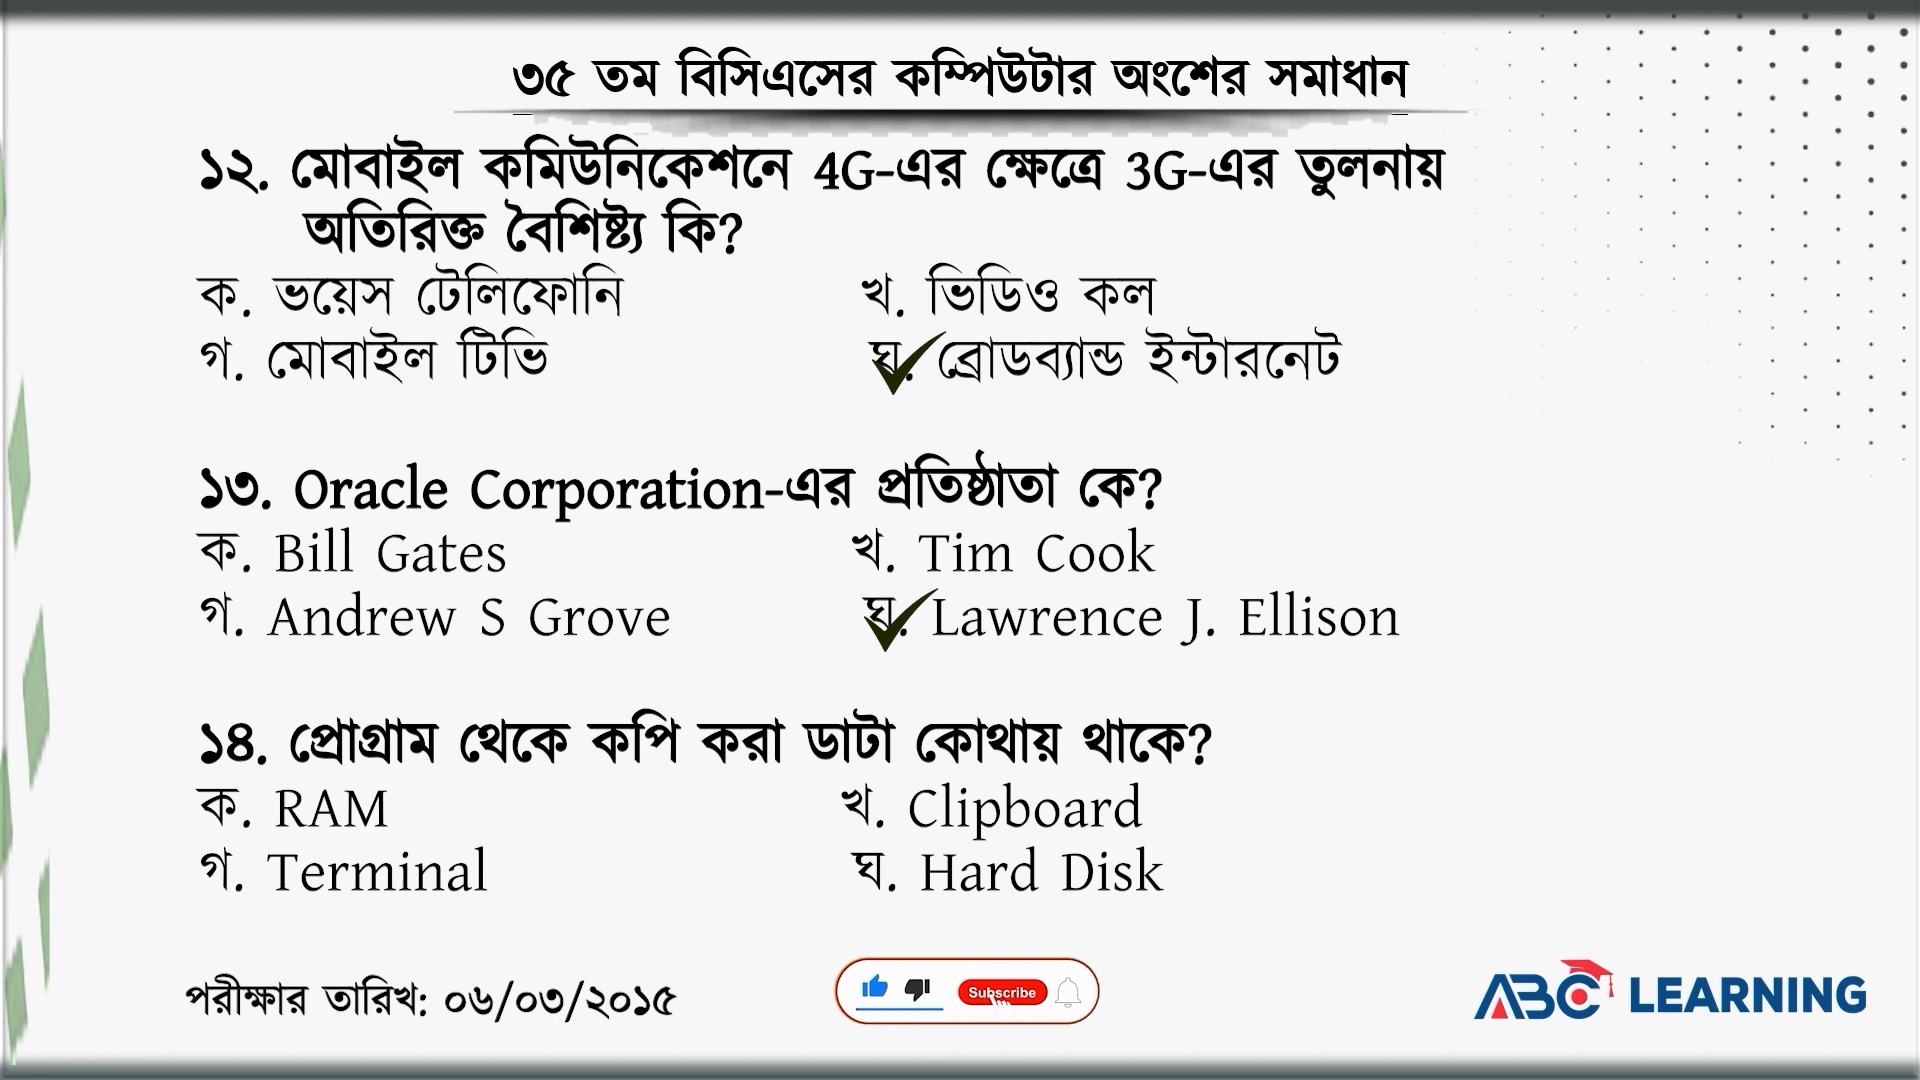 ৩৫ তম বিসিএসের কম্পিউটার অংশের সমাধান
১২. মোবাইল কমিউনিকেশনে 4G-এর ক্ষেত্রে 3G-এর তুলনায়
অতিরিক্ত বৈশিষ্ট্য কি?
ক. ভয়েস টেলিফোনি খ. ভিডিও কল
গ. মোবাইল টিভি ঘ. ব্রোডব্যান্ড ইন্টারনেট
১৩. Oracle Corporation-এর প্রতিষ্ঠাতা কে?
ক. Bill Gates খ. Tim Cook
গ. Andrew S Grove ঘ. Lawrence J. Ellison
১৪. প্রোগ্রাম থেকে কপি করা ডাটা কোথায় থাকে?
ক. RAM খ. Clipboard
গ. Terminal ঘ. Hard Disk
পরীক্ষার তারিখ: ০৬/০৩/২০১৫ Subscribe ABC LEARNING